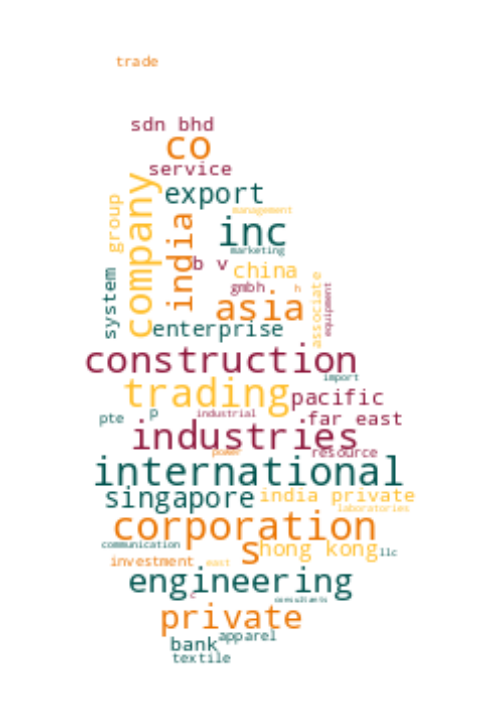 trade
sdn bhd
co
service
company
group
export
management
india
inc
marketing
b v
china
system
gmbh
h
associate
equipment
asia
enterprise
construction
import
trading
pacific
pte
p
industrial
far east
industries
power
resource
international
singapore
india private
laboratories
corporation
communication
s
hong kong
llc
investment
east
engineering
c
consultants
private
apparel
bank
textile